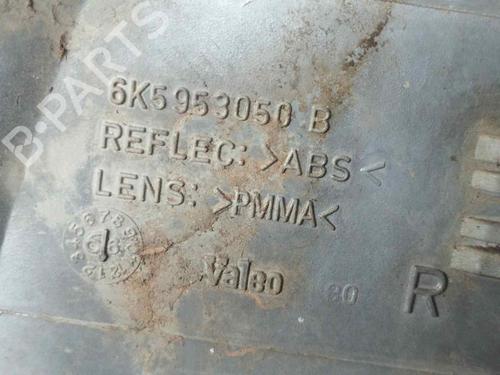 B-PARTS
6K5953050 B
REFLEC: >ABS<
LENS: >PMMA<
Valeo
R